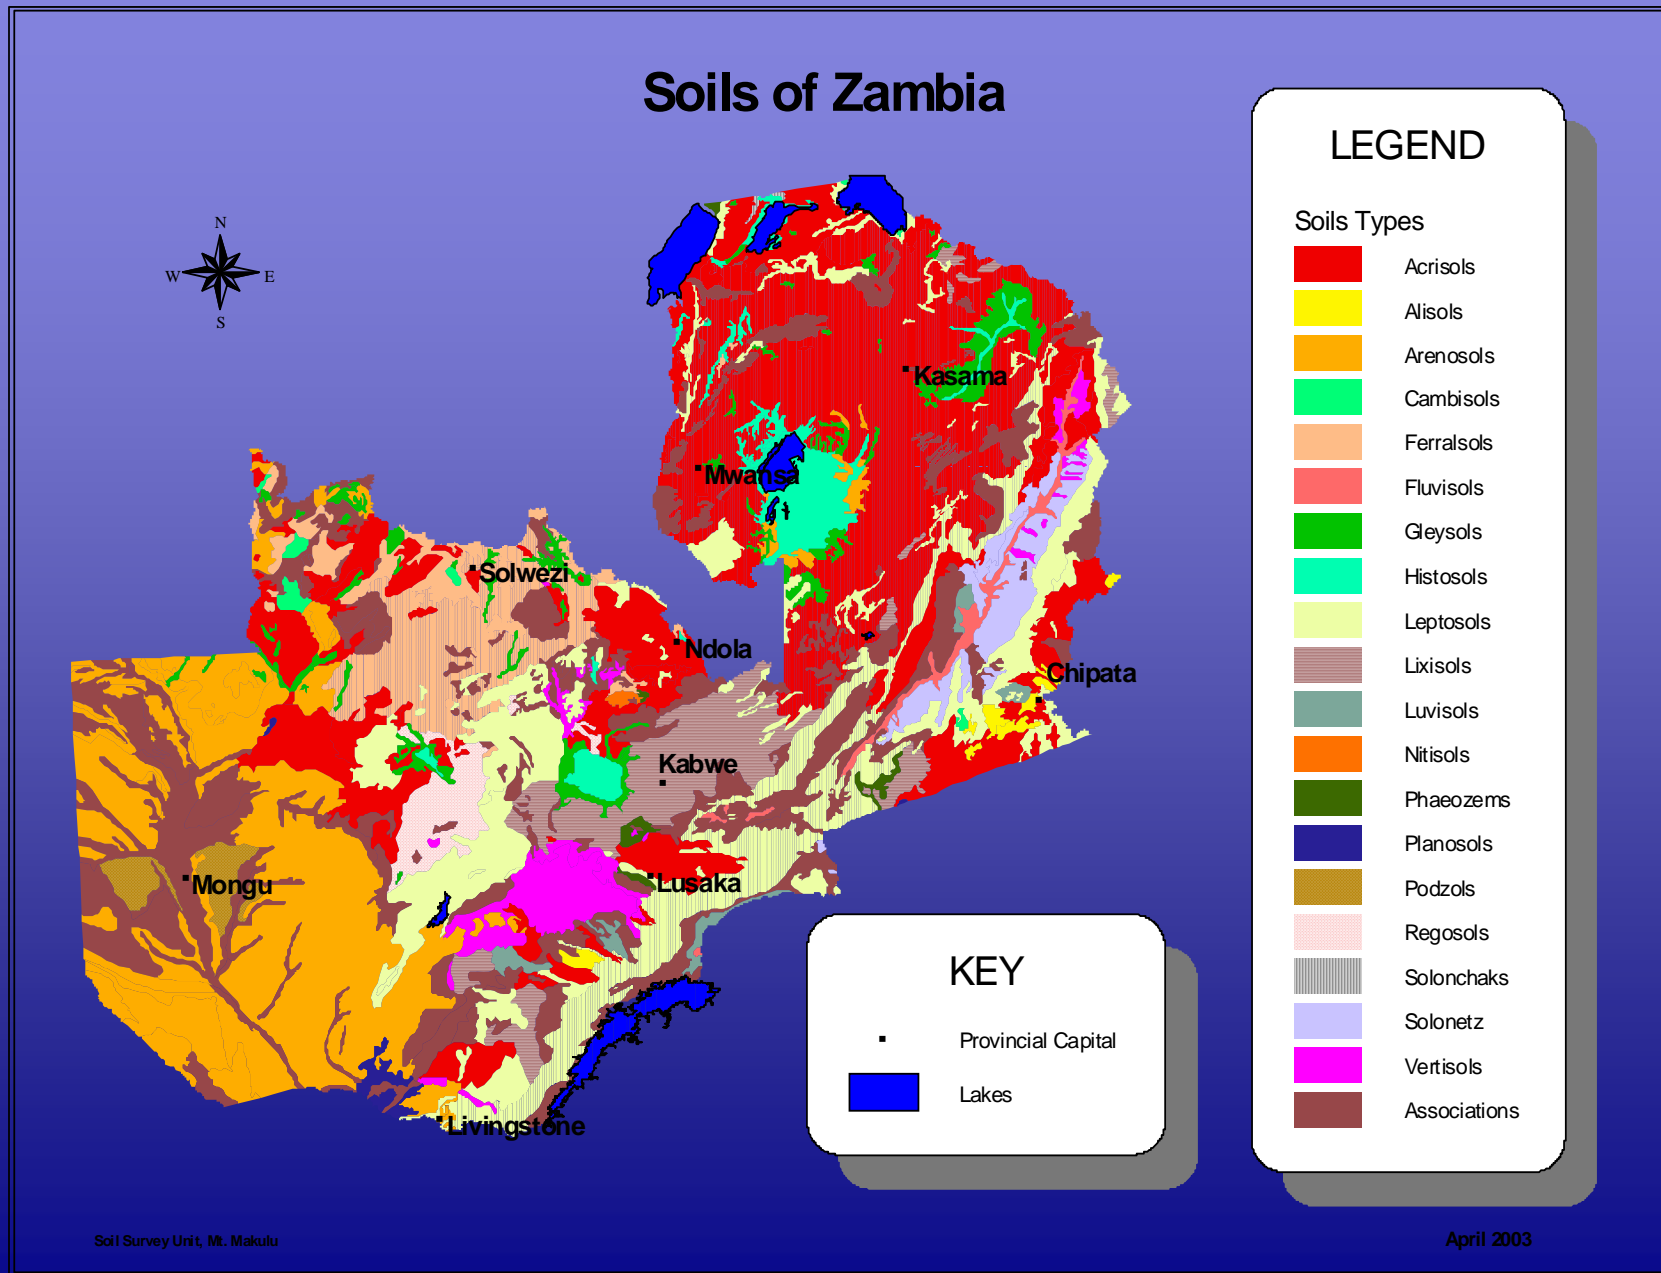 Soils of Zambia
N
W
E
S
Kasama
Mwansa
Solwezi
Ndola
Chipata
Kabwe
Mongu
Lusaka
Livingstone
LEGEND
Soils Types
Acrisols
Alisols
Arenosols
Cambisols
Ferralsols
Fluvisols
Gleysols
Histosols
Leptosols
Lixisols
Luvisols
Nitisols
Phaeozems
Planosols
Podzols
Regosols
Solonchaks
Solonetz
Vertisols
Associations
KEY
Provincial Capital
Lakes
Soil Survey Unit, Mt. Makulu
April 2003